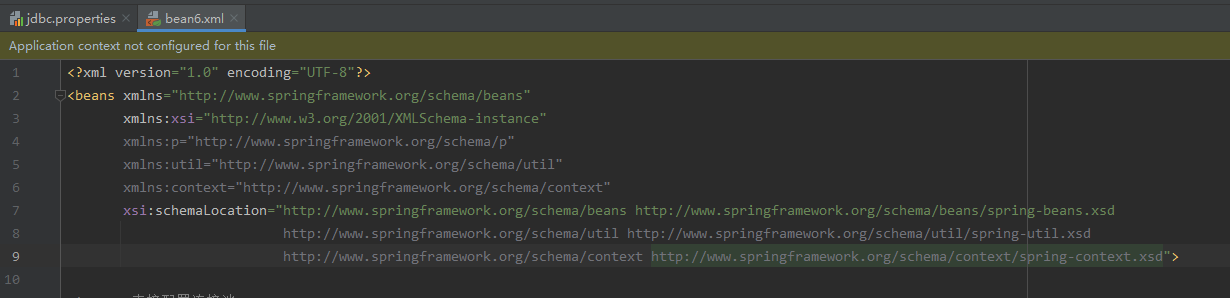 jdbc.properties
bean6.xml
Application context not configured for this file
1 <?xml version="1.0" encoding="UTF-8"?>
2 <beans xmlns="http://www.springframework.org/schema/beans"
3 xmlns:xsi="http://www.w3.org/2001/XMLSchema-instance"
4 xmlns:p="http://www.springframework.org/schema/p"
5 xmlns:util="http://www.springframework.org/schema/util"
6 xmlns:context="http://www.springframework.org/schema/context"
7 xsi:schemaLocation="http://www.springframework.org/schema/beans http://www.springframework.org/schema/beans/spring-beans.xsd
8 http://www.springframework.org/schema/util http://www.springframework.org/schema/util/spring-util.xsd
9 http://www.springframework.org/schema/context http://www.springframework.org/schema/context/spring-context.xsd">
10